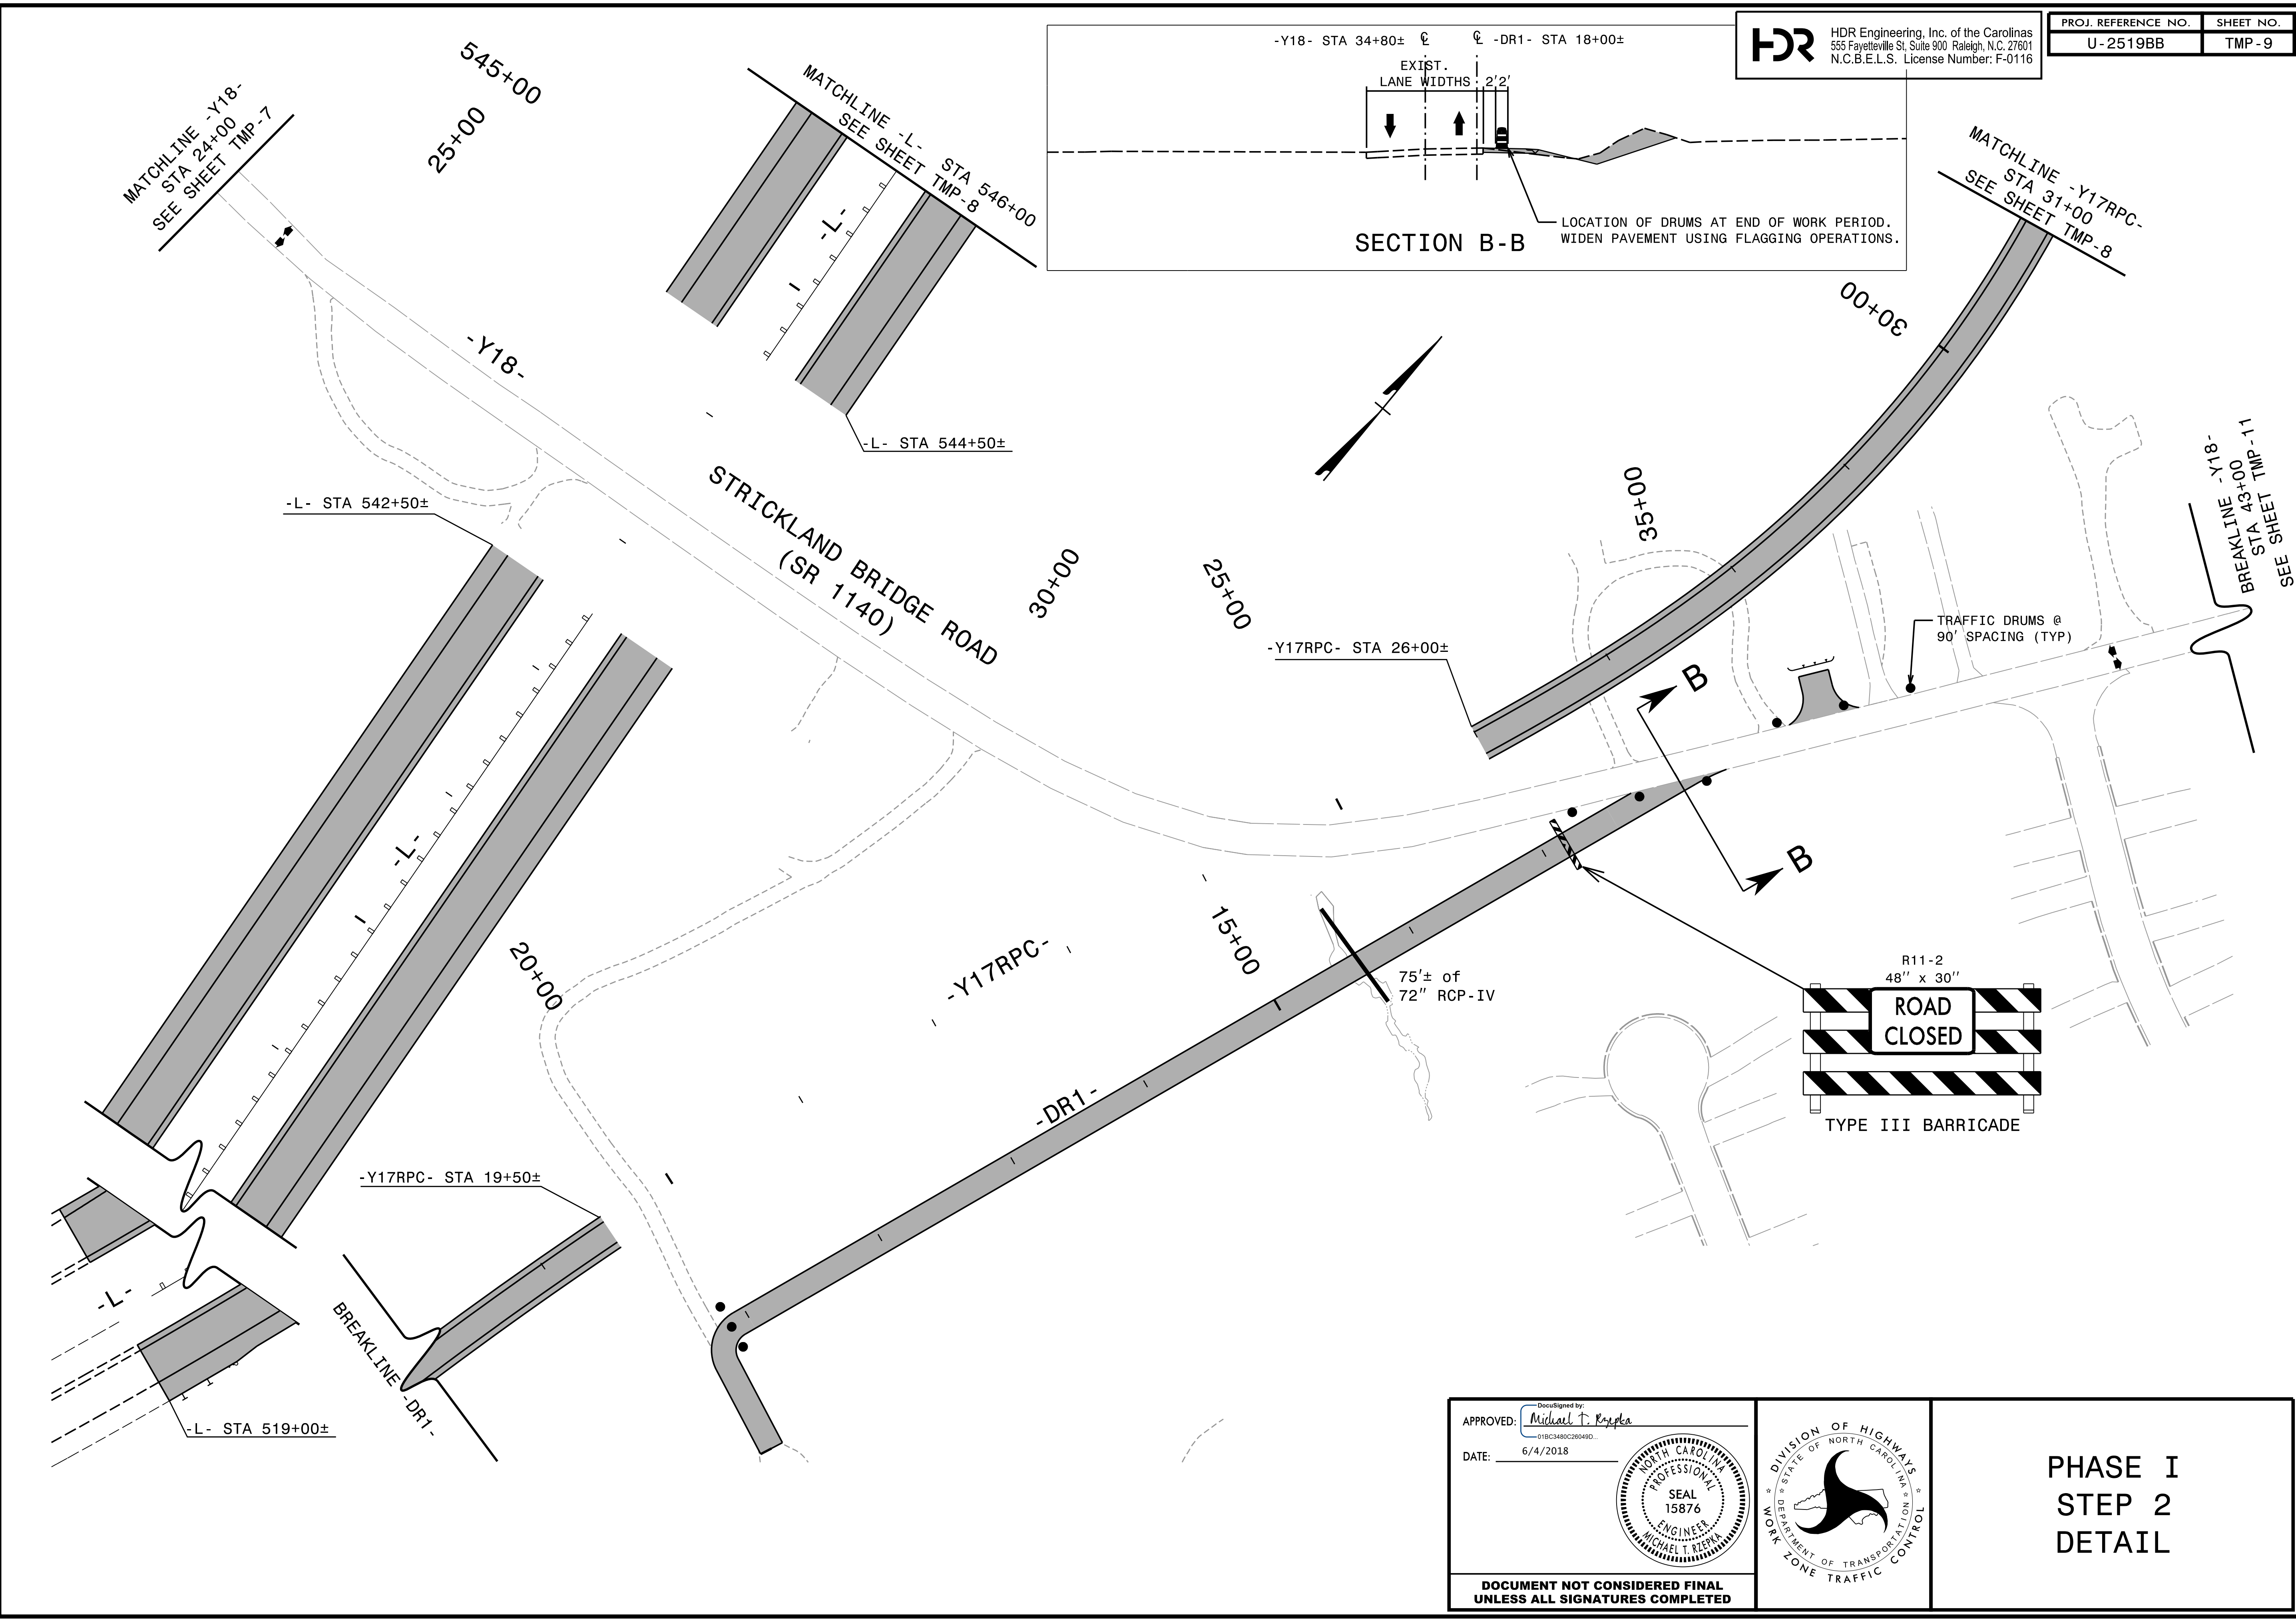 HDR
HDR Engineering, Inc. of the Carolinas
555 Fayetteville St, Suite 900 Raleigh, N.C. 27601
N.C.B.E.L.S. License Number: F-0116
PROJ. REFERENCE NO.
SHEET NO.
U-2519BB
TMP-9
-Y18- STA 34+80±
-DR1- STA 18+00±
EXIST.
LANE WIDTHS
2'2'
LOCATION OF DRUMS AT END OF WORK PERIOD.
WIDEN PAVEMENT USING FLAGGING OPERATIONS.
SECTION B-B
MATCHLINE -Y18-
STA 24+00
SEE SHEET TMP-7
545+00
25+00
MATCHLINE -L- STA 546+00
SEE SHEET TMP-8
-L-
MATCHLINE -Y17RPC-
STA 31+00
SEE SHEET TMP-8
30+00
-Y18-
-L- STA 544+50±
-L- STA 542+50±
STRICKLAND BRIDGE ROAD
(SR 1140)
30+00
25+00
35+00
BREAKLINE -Y18-
STA 43+00
SEE SHEET TMP-11
TRAFFIC DRUMS @
90' SPACING (TYP)
-Y17RPC- STA 26+00±
B
B
-L-
20+00
-Y17RPC-
15+00
75'± of
72" RCP-IV
-DR1-
R11-2
48" x 30"
ROAD
CLOSED
TYPE III BARRICADE
-Y17RPC- STA 19+50±
-L-
BREAKLINE -DR1-
-L- STA 519+00±
APPROVED:
DocuSigned by:
Michael T. Rzepka
01BC3480C26049D...
DATE: 6/4/2018
NORTH CAROLINA
PROFESSIONAL
SEAL
15876
ENGINEER
MICHAEL T. RZEPKA
DOCUMENT NOT CONSIDERED FINAL
UNLESS ALL SIGNATURES COMPLETED
DIVISION OF HIGHWAYS
STATE OF NORTH CAROLINA
DEPARTMENT OF TRANSPORTATION
WORK ZONE TRAFFIC CONTROL
PHASE I
STEP 2
DETAIL